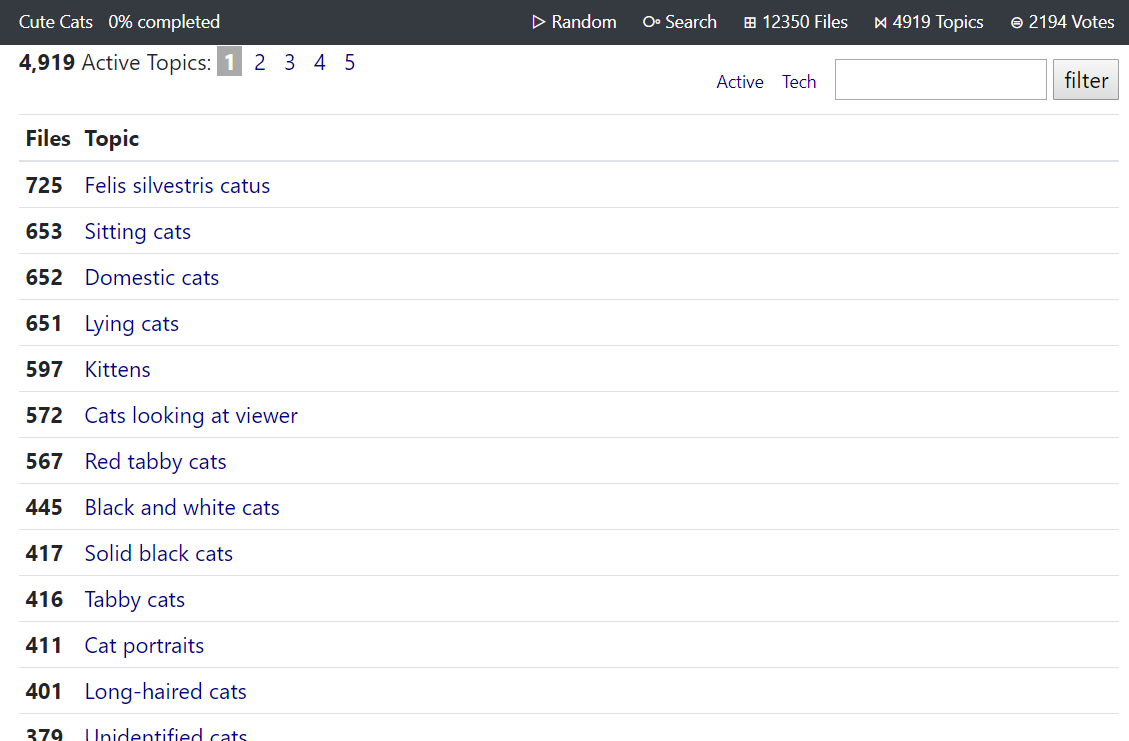 Cute Cats 0% completed Random Search 12350 Files 4919 Topics 2194 Votes
4,919 Active Topics: 1 2 3 4 5
Active Tech filter
Files Topic
725 Felis silvestris catus
653 Sitting cats
652 Domestic cats
651 Lying cats
597 Kittens
572 Cats looking at viewer
567 Red tabby cats
445 Black and white cats
417 Solid black cats
416 Tabby cats
411 Cat portraits
401 Long-haired cats
379 Unidentified cats